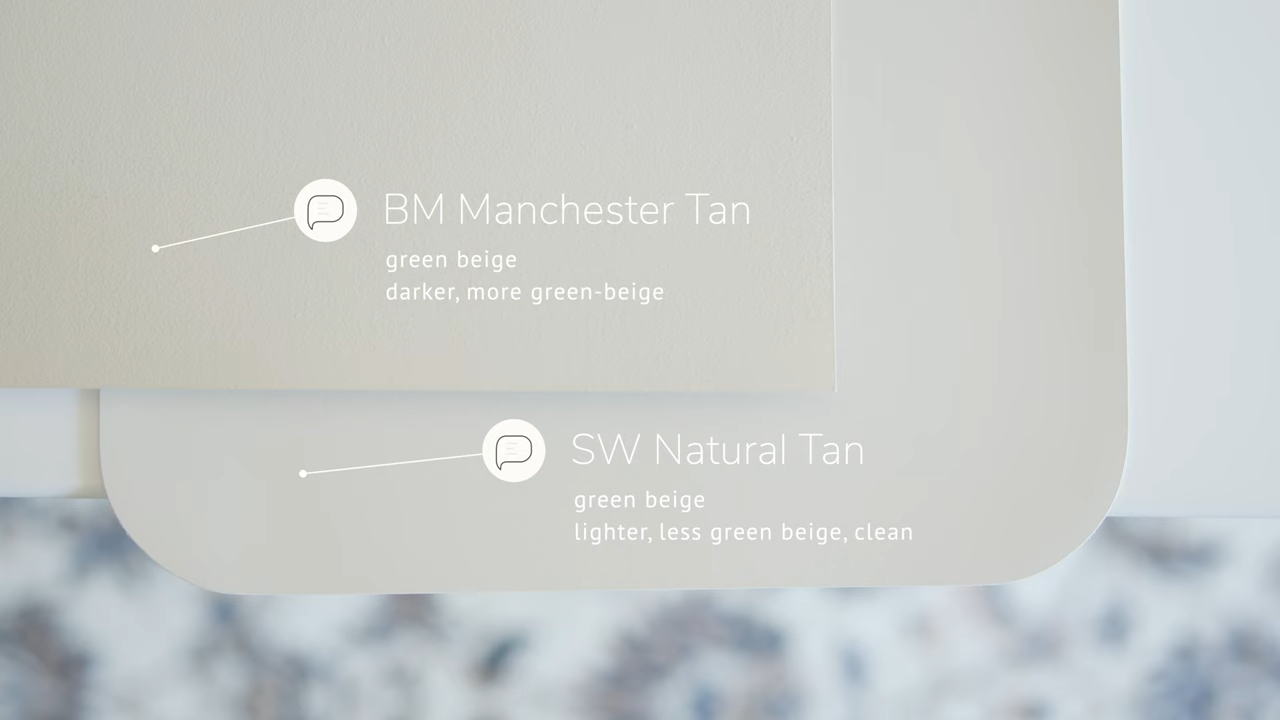 BM Manchester Tan
green beige
darker, more green-beige
SW Natural Tan
green beige
lighter, less green beige, clean